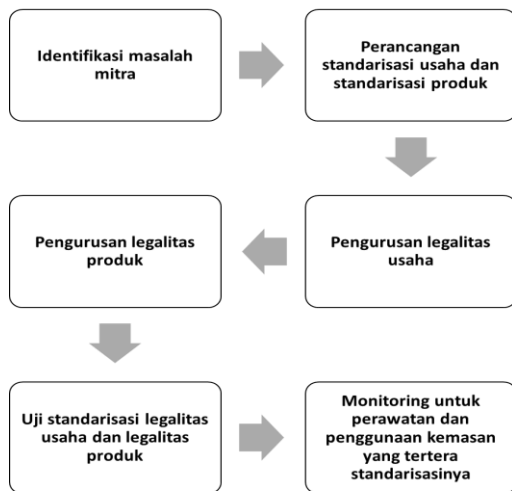 Identifikasi masalah
mitra
Perancangan
standarisasi usaha dan
standarisasi produk
Pengurusan legalitas
usaha
Pengurusan legalitas
produk
Uji standarisasi legalitas
usaha dan legalitas
produk
Monitoring untuk
perawatan dan
penggunaan kemasan
yang tertera
standarisasinya